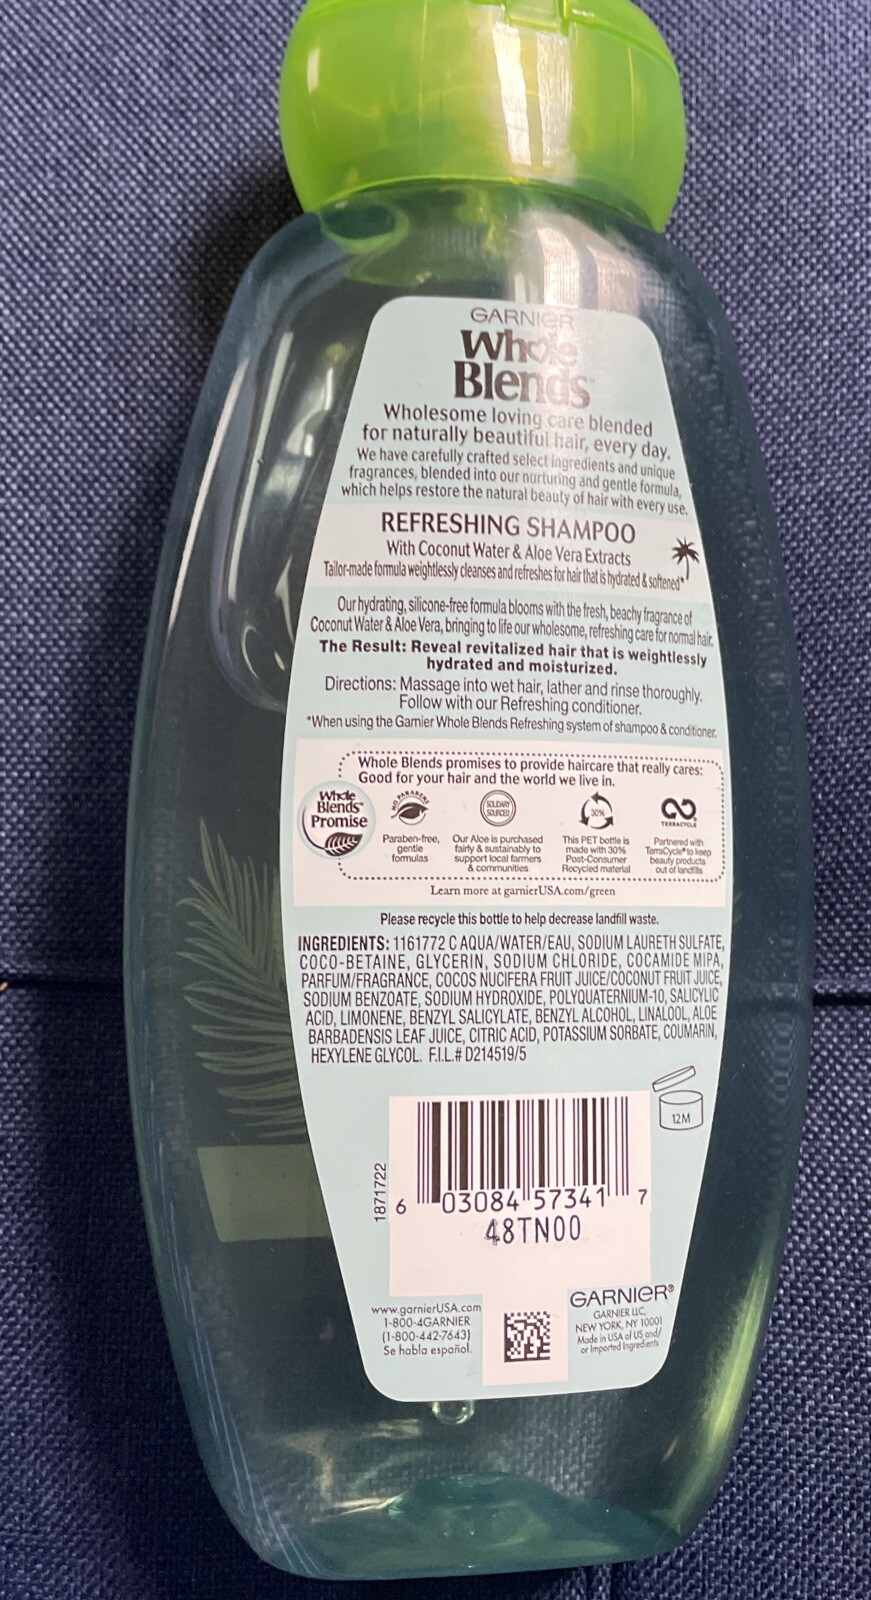 GARNIER
Whole
Blends™
Wholesome loving care blended
for naturally beautiful hair, every day.
We have carefully crafted select ingredients and unique
fragrances, blended into our nurturing and gentle formula,
which helps restore the natural beauty of hair with every use.
REFRESHING SHAMPOO
With Coconut Water & Aloe Vera Extracts
Tailor-made formula weightlessly cleanses and refreshes for hair that is hydrated & softened*
Our hydrating, silicone-free formula blooms with the fresh, beachy fragrance of
Coconut Water & Aloe Vera, bringing to life our wholesome, refreshing care for normal hair.
The Result: Reveal revitalized hair that is weightlessly
hydrated and moisturized.
Directions: Massage into wet hair, lather and rinse thoroughly.
Follow with our Refreshing conditioner.
*When using the Garnier Whole Blends Refreshing system of shampoo & conditioner.
Whole Blends promises to provide haircare that really cares:
Good for your hair and the world we live in.
Whole
Blends™
Promise
NO PARABENS
Paraben-free,
gentle
formulas
SOLIDARY
SOURCED
Our Aloe is purchased
fairly & sustainably to
support local farmers
& communities
30%
This PET bottle is
made with 30%
Post-Consumer
Recycled material
TERRACYCLE
Partnered with
TerraCycle® to keep
beauty products
out of landfills
Learn more at garnierUSA.com/green
Please recycle this bottle to help decrease landfill waste.
INGREDIENTS: 1161772 C AQUA/WATER/EAU, SODIUM LAURETH SULFATE,
COCO-BETAINE, GLYCERIN, SODIUM CHLORIDE, COCAMIDE MIPA,
PARFUM/FRAGRANCE, COCOS NUCIFERA FRUIT JUICE/COCONUT FRUIT JUICE,
SODIUM BENZOATE, SODIUM HYDROXIDE, POLYQUATERNIUM-10, SALICYLIC
ACID, LIMONENE, BENZYL SALICYLATE, BENZYL ALCOHOL, LINALOOL, ALOE
BARBADENSIS LEAF JUICE, CITRIC ACID, POTASSIUM SORBATE, COUMARIN,
HEXYLENE GLYCOL. F.I.L.# D214519/5
12M
1871722
6 03084 57341 7
48TN00
www.garnierUSA.com
1-800-4GARNIER
(1-800-442-7643)
Se habla español.
GARNIER®
GARNIER LLC,
NEW YORK, NY 10001
Made in USA of US and/
or Imported Ingredients